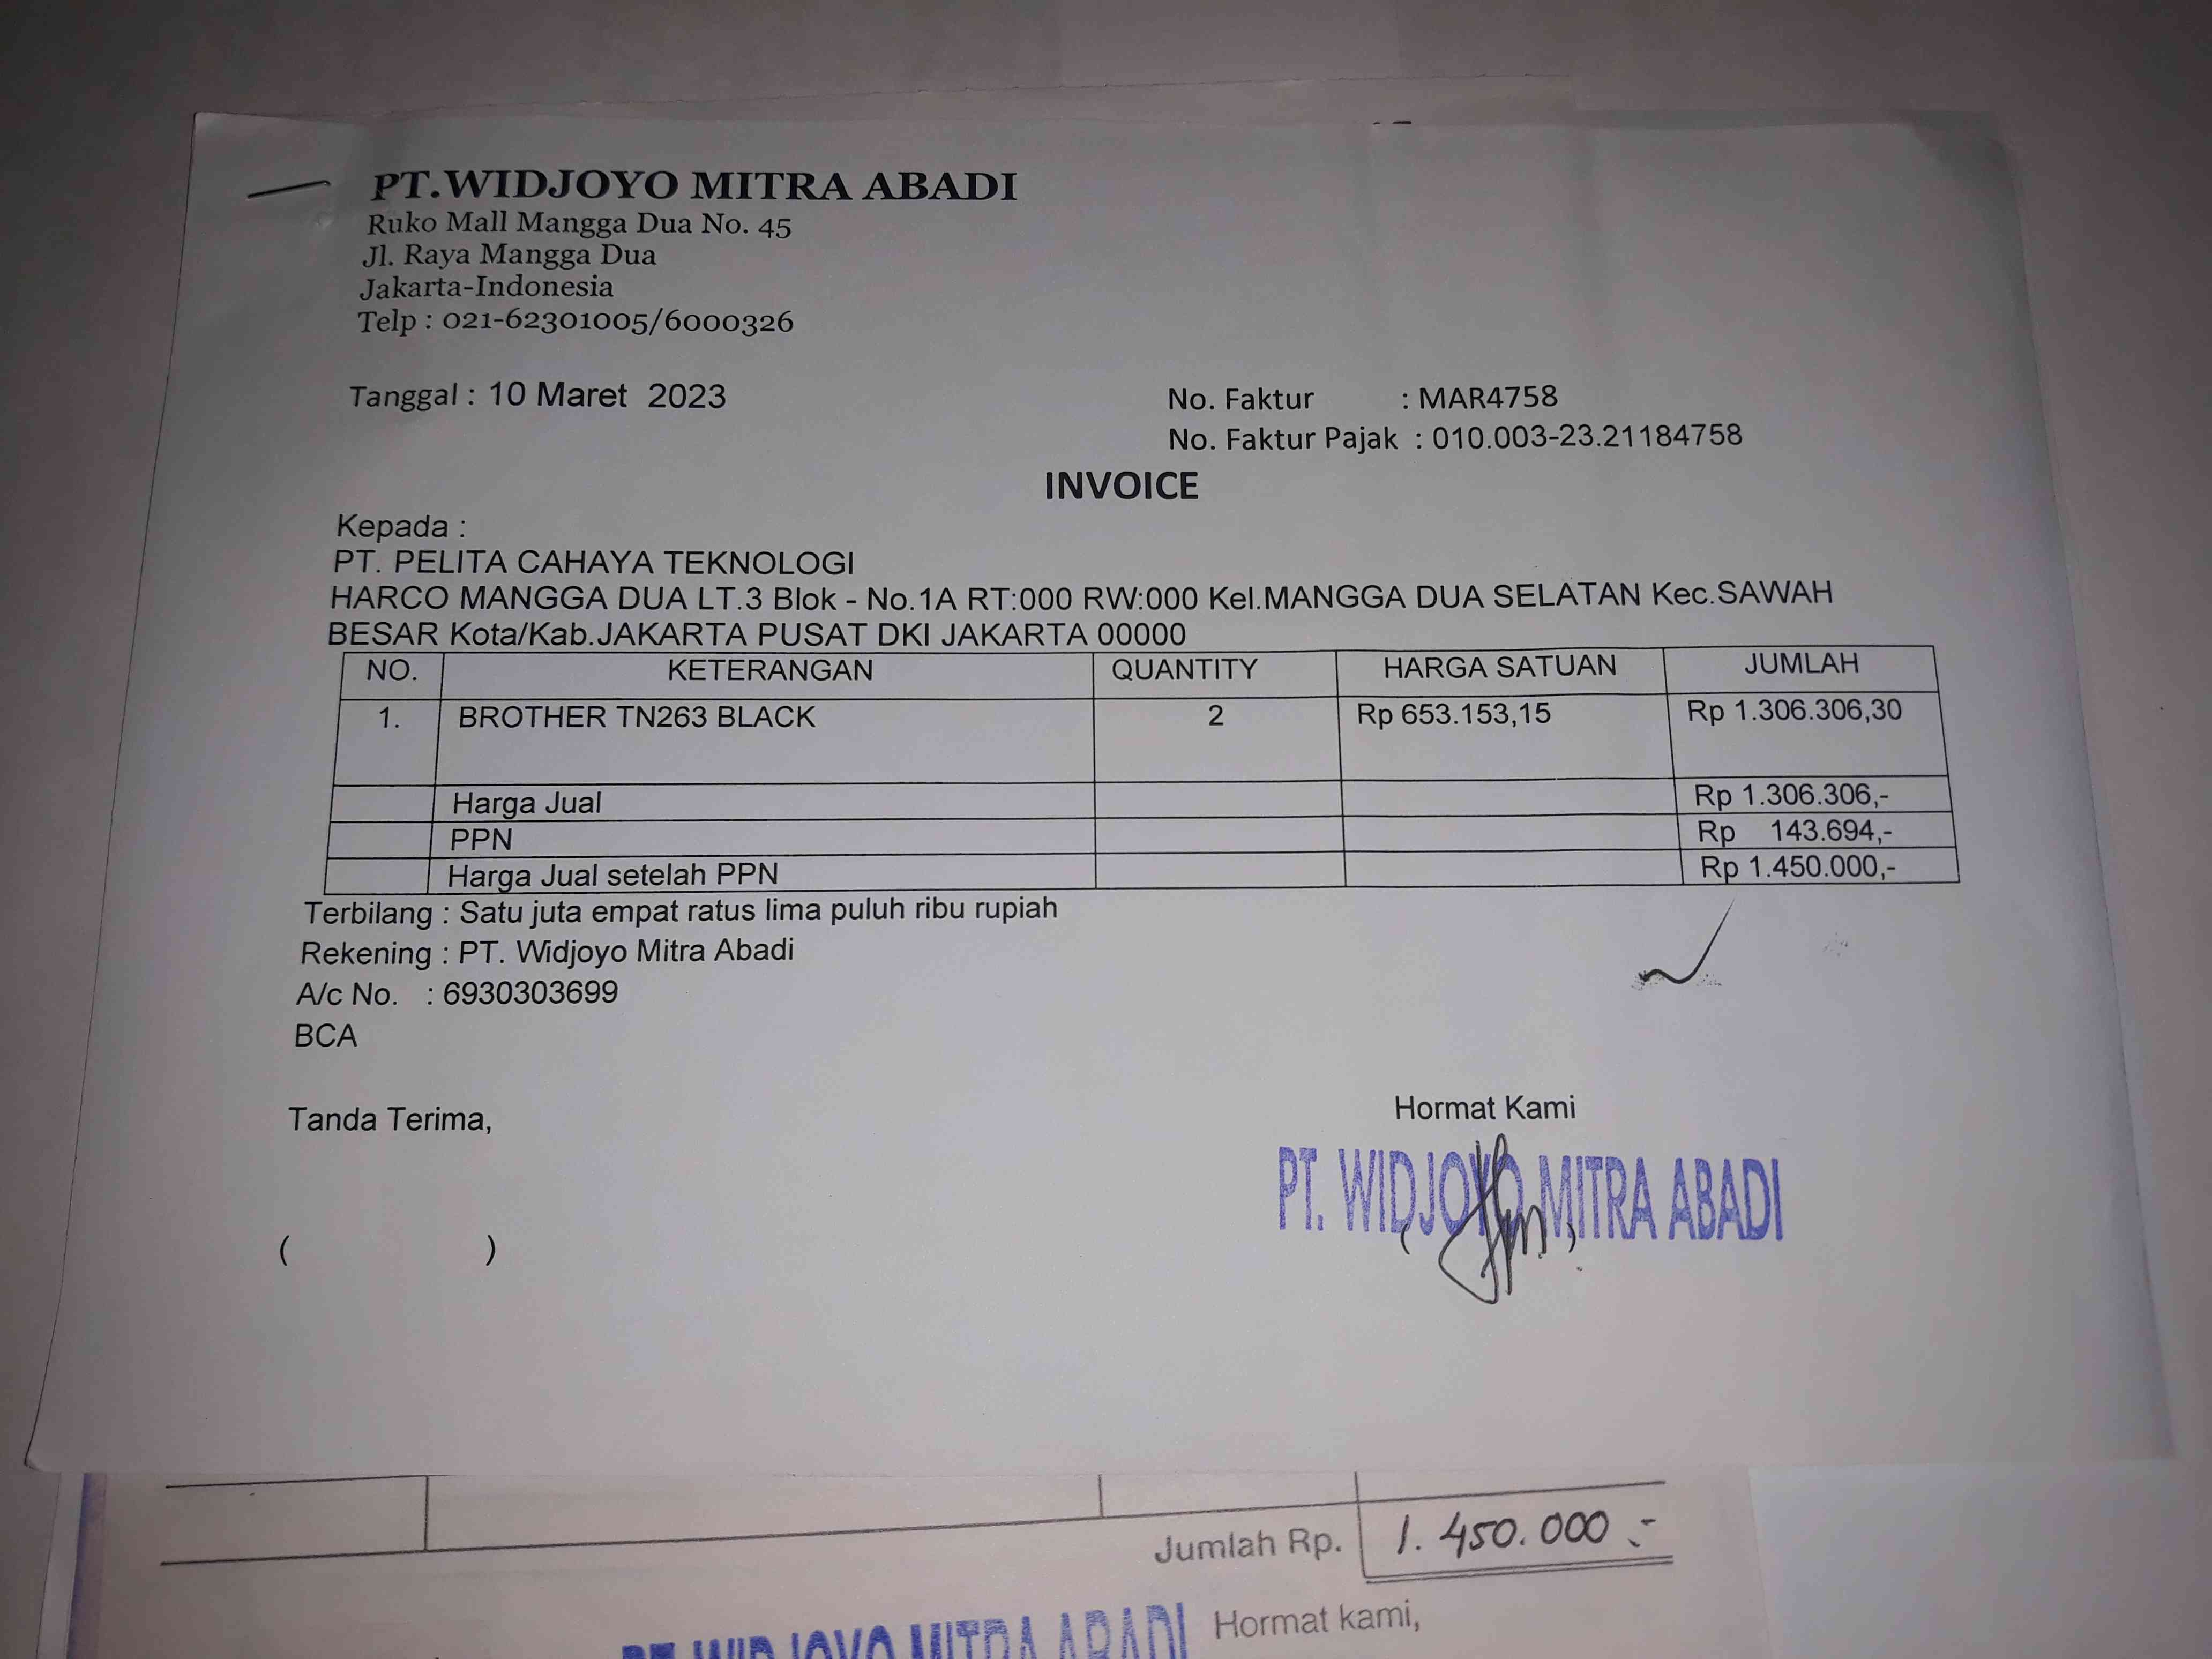 PT.WIDJOYO MITRA ABADI
Ruko Mall Mangga Dua No. 45
Jl. Raya Mangga Dua
Jakarta-Indonesia
Telp : 021-62301005/6000326
Tanggal : 10 Maret 2023
No. Faktur : MAR4758
No. Faktur Pajak : 010.003-23.21184758
INVOICE
Kepada :
PT. PELITA CAHAYA TEKNOLOGI
HARCO MANGGA DUA LT.3 Blok - No.1A RT:000 RW:000 Kel.MANGGA DUA SELATAN Kec.SAWAH
BESAR Kota/Kab.JAKARTA PUSAT DKI JAKARTA 00000
NO. KETERANGAN QUANTITY HARGA SATUAN JUMLAH
1. BROTHER TN263 BLACK 2 Rp 653.153,15 Rp 1.306.306,30
Harga Jual Rp 1.306.306,-
PPN Rp 143.694,-
Harga Jual setelah PPN Rp 1.450.000,-
Terbilang : Satu juta empat ratus lima puluh ribu rupiah
Rekening : PT. Widjoyo Mitra Abadi
A/c No. : 6930303699
BCA
Tanda Terima,
Hormat Kami
PT. WIDJOYO MITRA ABADI
( )
( )
Jumlah Rp. 1.450.000.-
PT. WIDJOYO MITRA ABADI
Hormat kami,